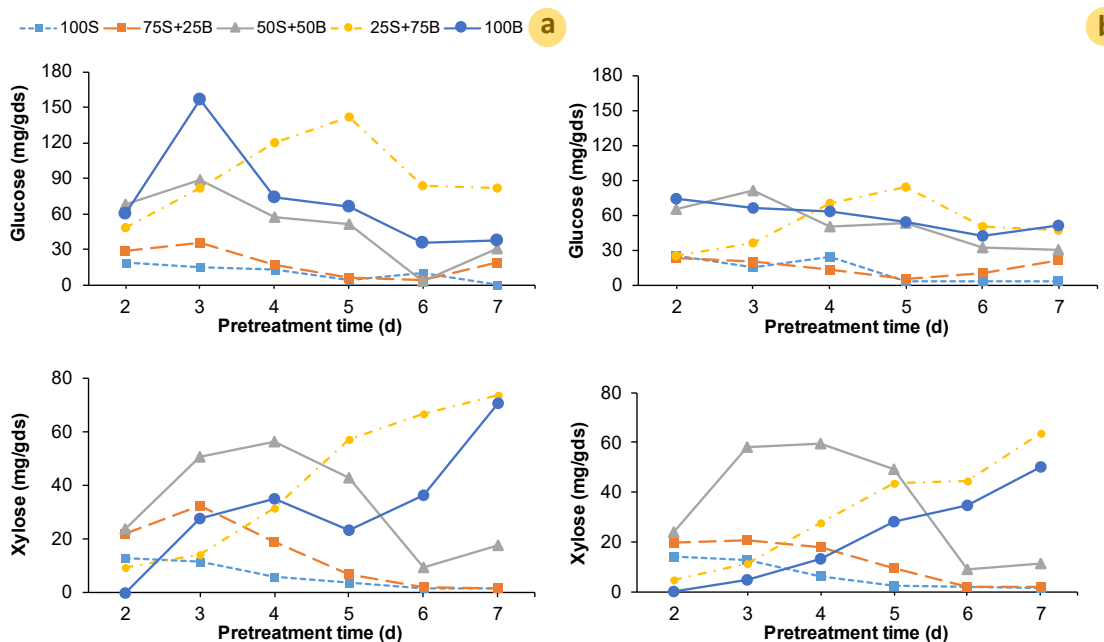 100S 75S+25B 50S+50B 25S+75B 100B a b
180
150
120
90
60
30
0
Glucose (mg/gds)
2 3 4 5 6 7
Pretreatment time (d)
180
150
120
90
60
30
0
Glucose (mg/gds)
2 3 4 5 6 7
Pretreatment time (d)
80
60
40
20
0
Xylose (mg/gds)
2 3 4 5 6 7
Pretreatment time (d)
80
60
40
20
0
Xylose (mg/gds)
2 3 4 5 6 7
Pretreatment time (d)